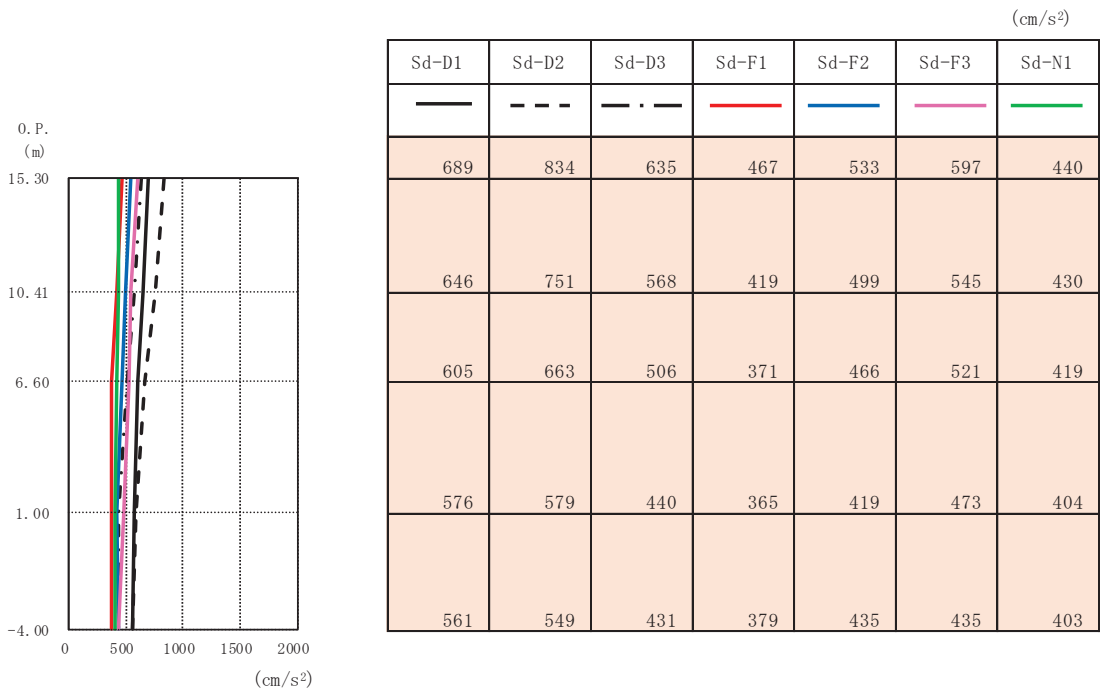 (cm/s²)
Sd-D1 Sd-D2 Sd-D3 Sd-F1 Sd-F2 Sd-F3 Sd-N1
O.P.
(m)
689 834 635 467 533 597 440
15.30
646 751 568 419 499 545 430
10.41
605 663 506 371 466 521 419
6.60
576 579 440 365 419 473 404
1.00
561 549 431 379 435 435 403
-4.00
0 500 1000 1500 2000
(cm/s²)